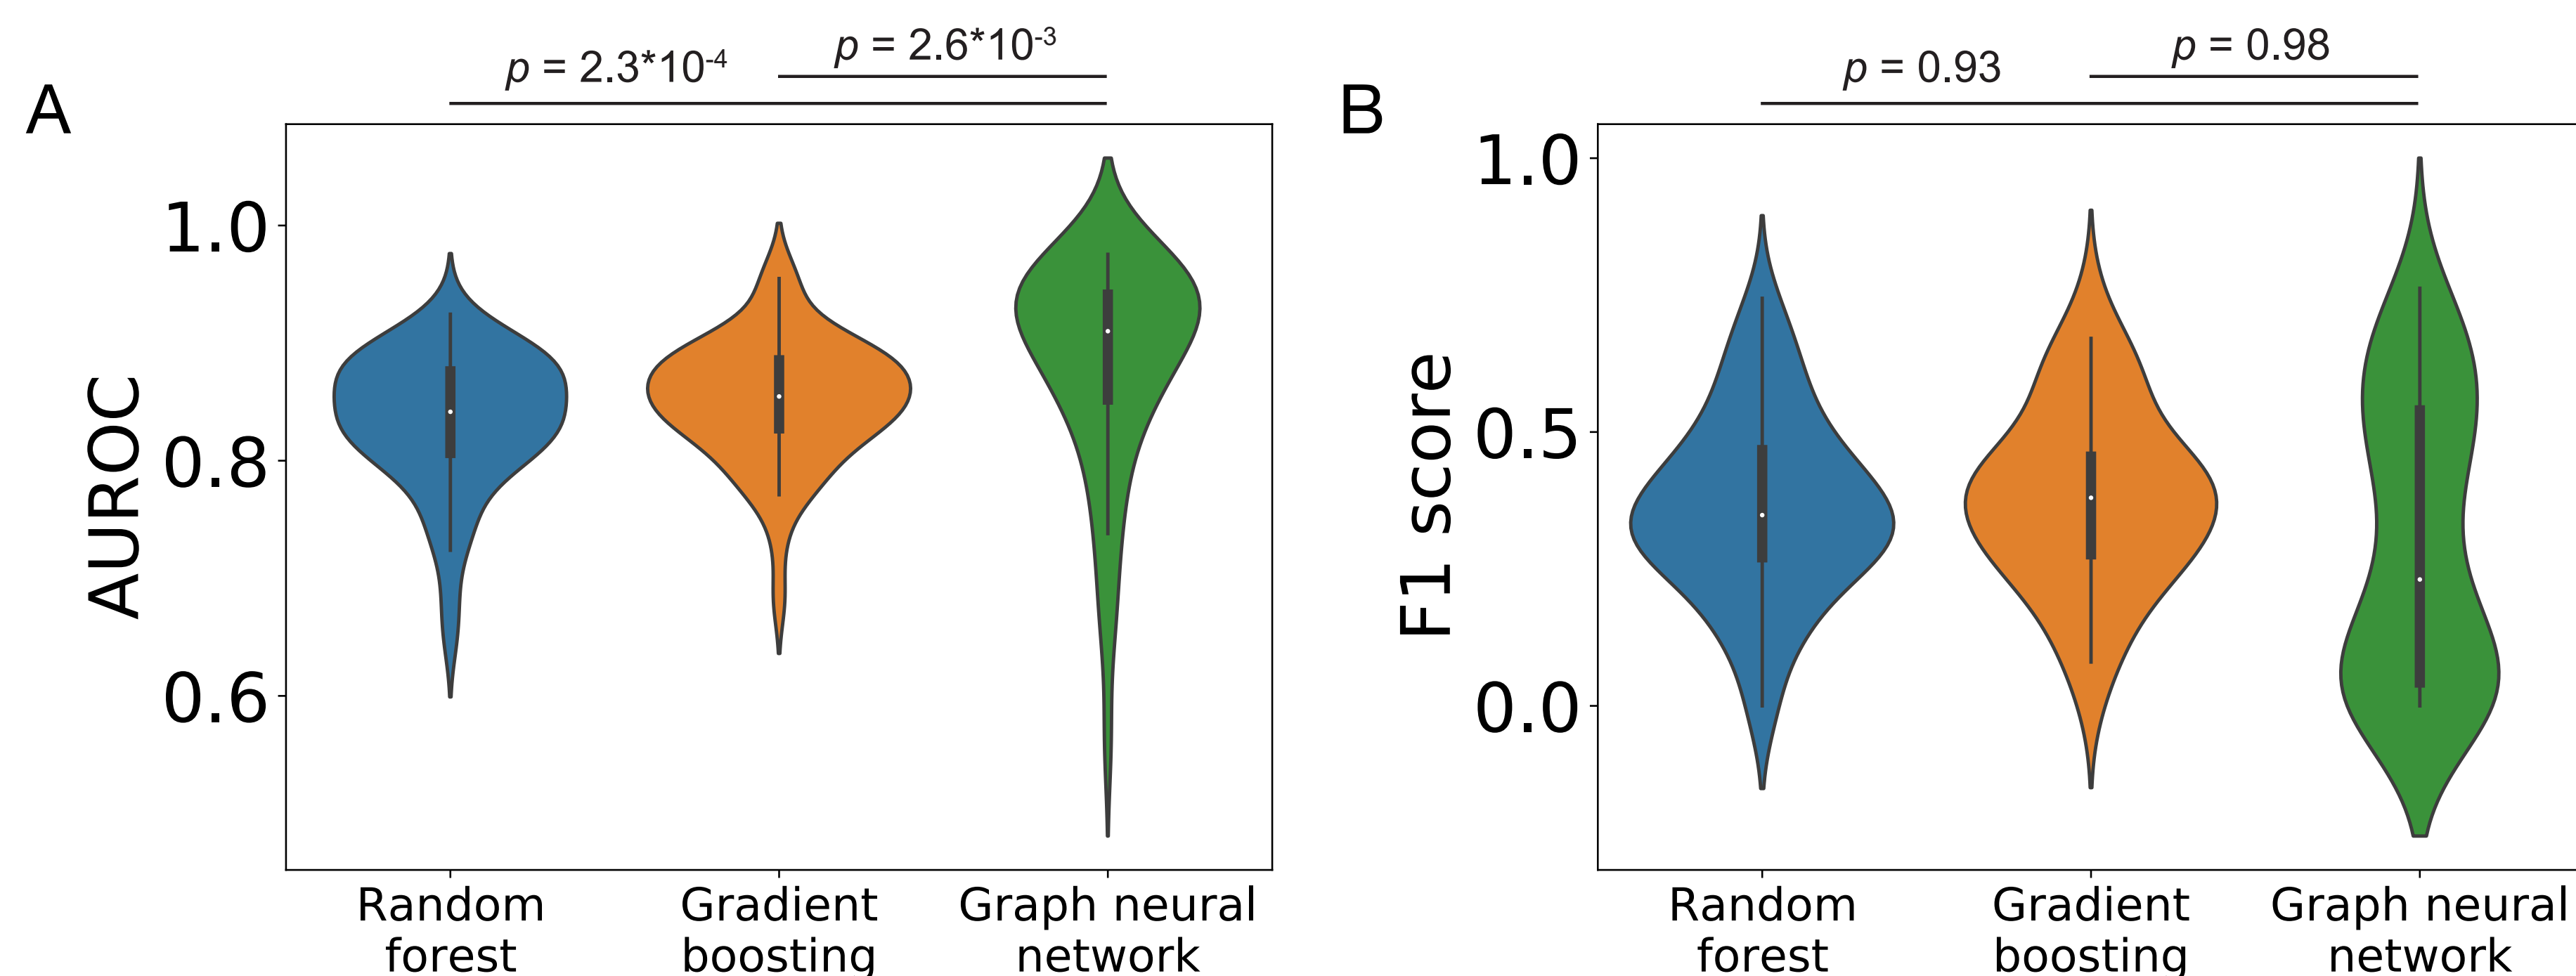 A
p = 2.3*10-4
p = 2.6*10-3
AUROC
1.0
0.8
0.6
Random forest
Gradient boosting
Graph neural network
B
p = 0.93
p = 0.98
F1 score
1.0
0.5
0.0
Random forest
Gradient boosting
Graph neural network